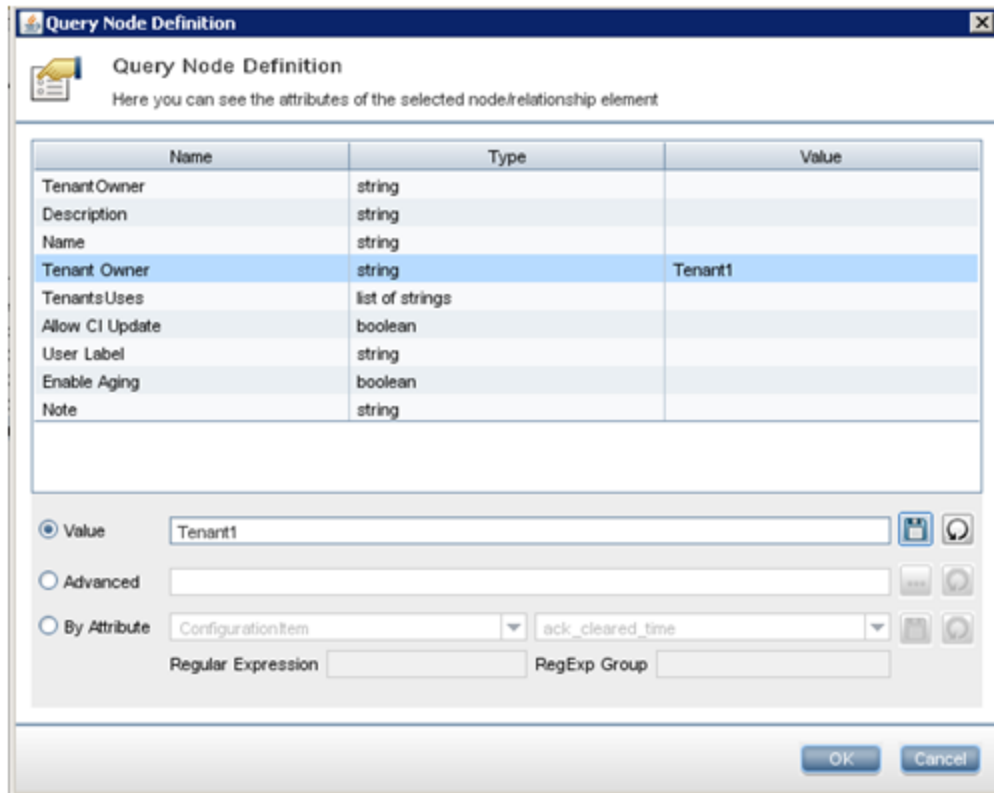 Query Node Definition
Query Node Definition
Here you can see the attributes of the selected node/relationship element
Name Type Value
TenantOwner string
Description string
Name string
Tenant Owner string Tenant1
TenantsUses list of strings
Allow CI Update boolean
User Label string
Enable Aging boolean
Note string
Value Tenant1
Advanced ...
By Attribute ConfigurationItem ack_cleared_time
Regular Expression RegExp Group
OK Cancel